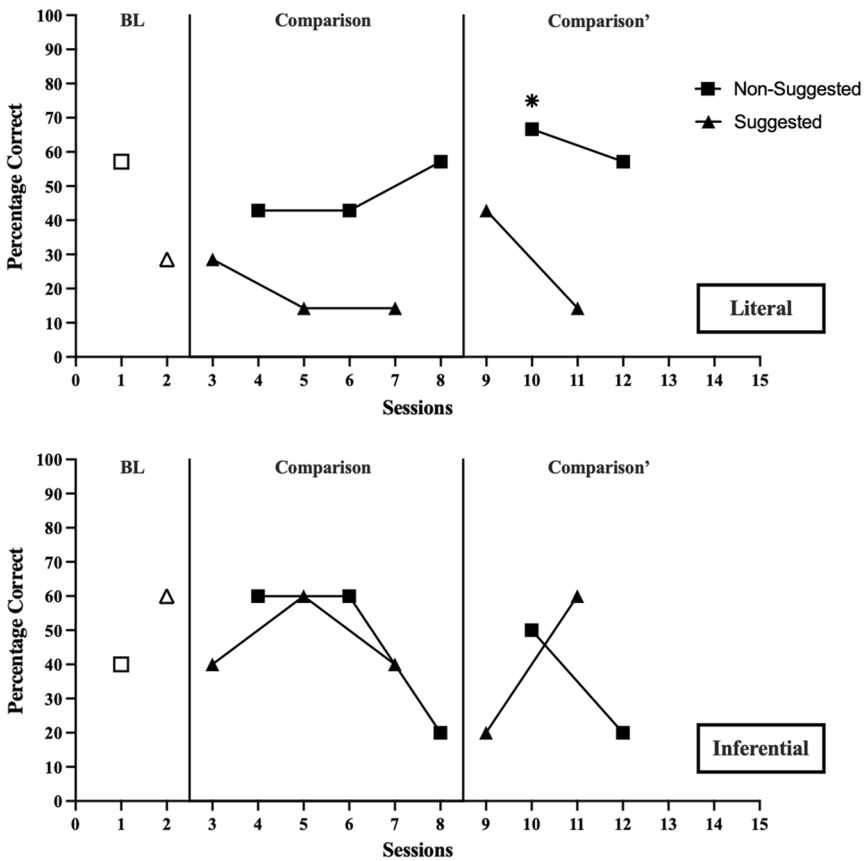 BL Comparison Comparison’
Percentage Correct
100
90
80
70
60
50
40
30
20
10
0
*
Non-Suggested
Suggested
Literal
0 1 2 3 4 5 6 7 8 9 10 11 12 13 14 15
Sessions
BL Comparison Comparison’
Percentage Correct
100
90
80
70
60
50
40
30
20
10
0
Inferential
0 1 2 3 4 5 6 7 8 9 10 11 12 13 14 15
Sessions